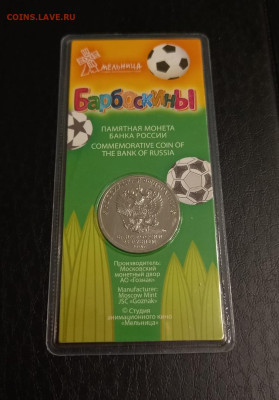 COINS.LAVE.RU
Мельница
Барбоскины
ПАМЯТНАЯ МОНЕТА
БАНКА РОССИИ
COMMEMORATIVE COIN OF
THE BANK OF RUSSIA
Производитель:
Московский
монетный двор
АО «Гознак»
Manufacturer:
Moscow Mint
JSC «Goznak»
© Студия
анимационного кино
«Мельница»